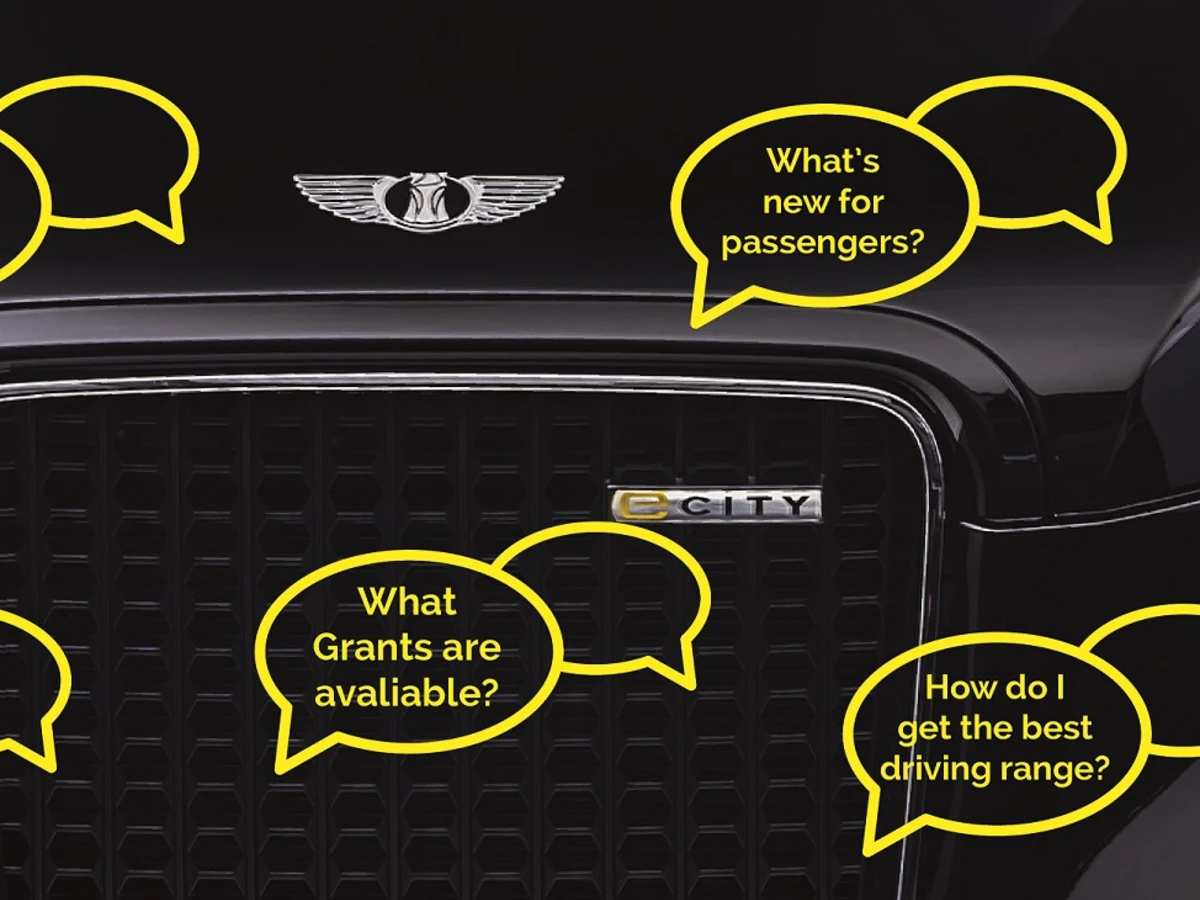 What's
new for
passengers?
eCITY
What
Grants are
avaliable?
How do I
get the best
driving range?